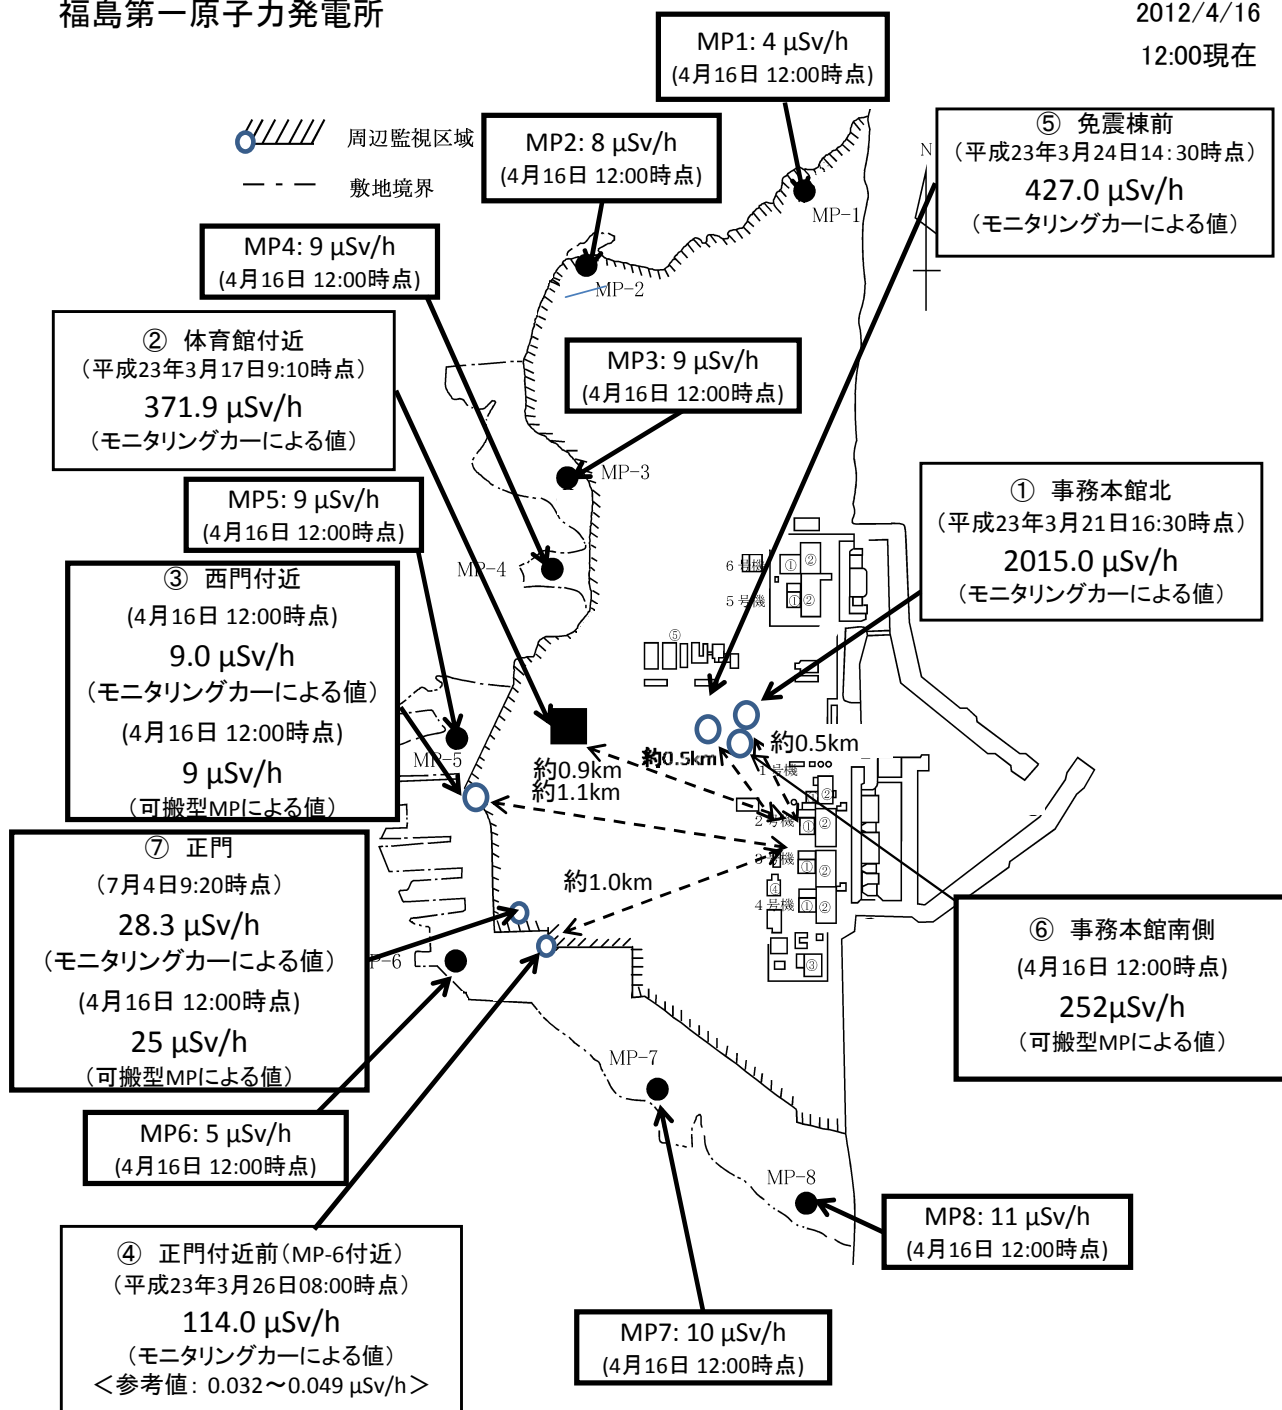 福島第一原子力発電所
2012/4/16
12:00現在
周辺監視区域
敷地境界
MP1: 4 μSv/h
(4月16日 12:00時点)
MP2: 8 μSv/h
(4月16日 12:00時点)
⑤ 免震棟前
（平成23年3月24日14:30時点）
427.0 μSv/h
（モニタリングカーによる値）
N
MP-1
MP4: 9 μSv/h
(4月16日 12:00時点)
MP-2
② 体育館付近
（平成23年3月17日9:10時点）
371.9 μSv/h
（モニタリングカーによる値）
MP3: 9 μSv/h
(4月16日 12:00時点)
MP-3
MP5: 9 μSv/h
(4月16日 12:00時点)
① 事務本館北
（平成23年3月21日16:30時点）
2015.0 μSv/h
（モニタリングカーによる値）
MP-4
③ 西門付近
(4月16日 12:00時点)
9.0 μSv/h
（モニタリングカーによる値）
(4月16日 12:00時点)
9 μSv/h
（可搬型MPによる値）
６号機
① ②
５号機
① ②
⑤
MP-5
約0.9km
約1.1km
約0.5km
約0.5km
１号機
②
２号機
① ②
３号機
① ②
④
４号機
① ②
③
約1.0km
⑦ 正門
(7月4日9:20時点)
28.3 μSv/h
（モニタリングカーによる値）
(4月16日 12:00時点)
25 μSv/h
（可搬型MPによる値）
P-6
⑥ 事務本館南側
(4月16日 12:00時点)
252μSv/h
（可搬型MPによる値）
MP-7
MP6: 5 μSv/h
(4月16日 12:00時点)
MP-8
MP8: 11 μSv/h
(4月16日 12:00時点)
④ 正門付近前（MP-6付近）
（平成23年3月26日08:00時点）
114.0 μSv/h
（モニタリングカーによる値）
＜参考値: 0.032～0.049 μSv/h＞
MP7: 10 μSv/h
(4月16日 12:00時点)